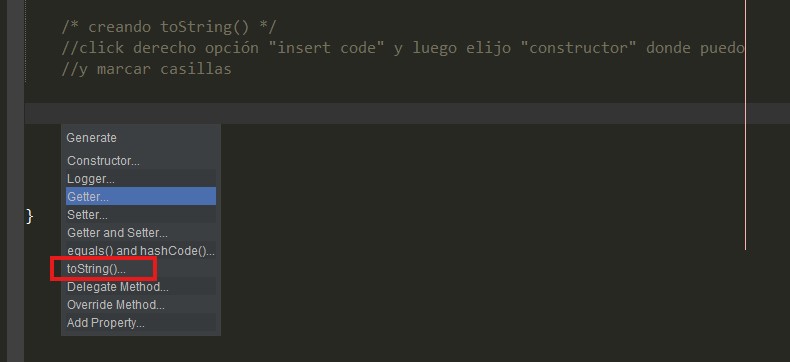 /* creando toString() */
//click derecho opción "insert code" y luego elijo "constructor" donde puedo
//y marcar casillas
Generate
Constructor...
Logger...
Getter...
Setter...
Getter and Setter...
equals() and hashCode()...
toString()...
Delegate Method...
Override Method...
Add Property...
}